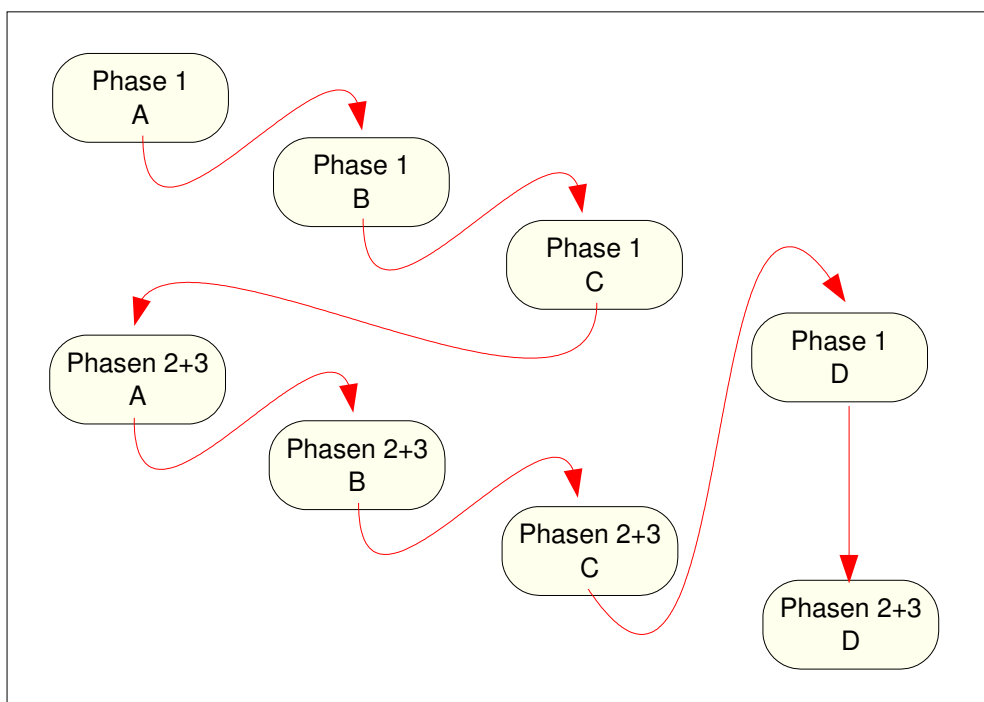 Phase 1
A
Phase 1
B
Phase 1
C
Phasen 2+3
A
Phasen 2+3
B
Phasen 2+3
C
Phase 1
D
Phasen 2+3
D